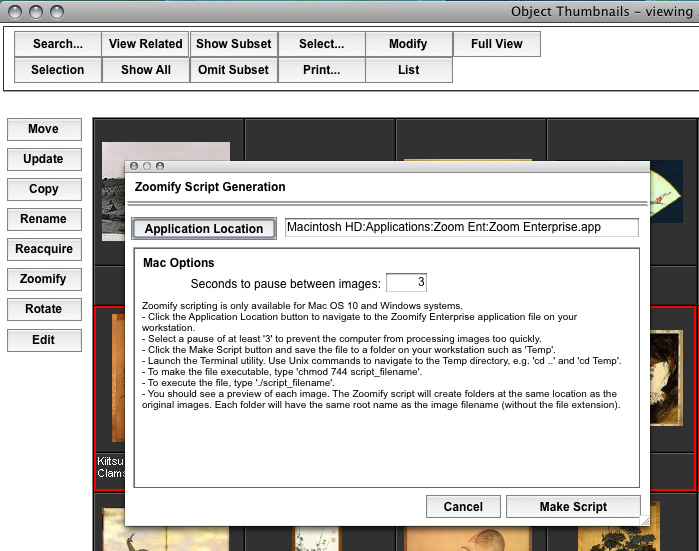 Object Thumbnails - viewing
Search... View Related Show Subset Select... Modify Full View
Selection Show All Omit Subset Print... List
Move
Update
Copy
Rename
Reacquire
Zoomify
Rotate
Edit
Zoomify Script Generation
Application Location Macintosh HD:Applications:Zoom Ent:Zoom Enterprise.app
Mac Options
Seconds to pause between images: 3
Zoomify scripting is only available for Mac OS 10 and Windows systems.
- Click the Application Location button to navigate to the Zoomify Enterprise application file on your
workstation.
- Select a pause of at least '3' to prevent the computer from processing images too quickly.
- Click the Make Script button and save the file to a folder on your workstation such as 'Temp'.
- Launch the Terminal utility. Use Unix commands to navigate to the Temp directory, e.g. 'cd ..' and 'cd Temp'.
- To make the file executable, type 'chmod 744 script_filename'.
- To execute the file, type './script_filename'.
- You should see a preview of each image. The Zoomify script will create folders at the same location as the
original images. Each folder will have the same root name as the image filename (without the file extension).
Kiitsu
Clams
Cancel Make Script